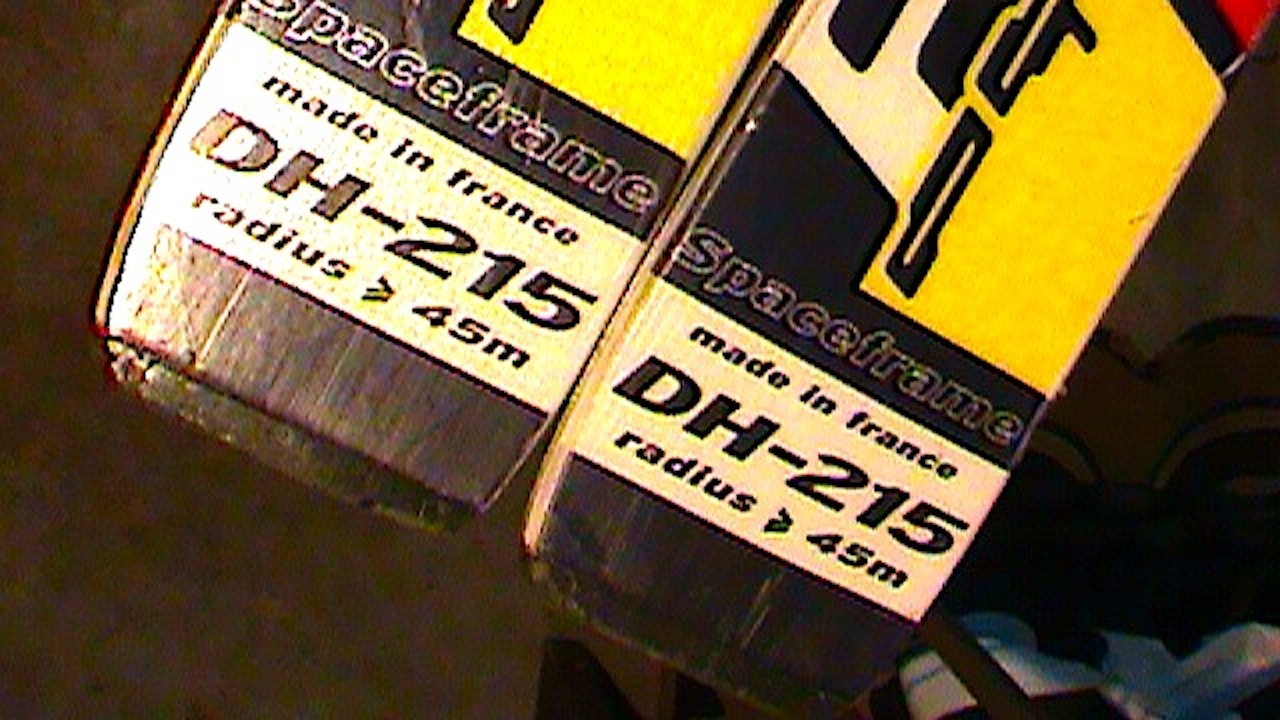 Spaceframe
made in france
DH-215
radius ⩾ 45m
Spaceframe
made in france
DH-215
radius ⩾ 45m